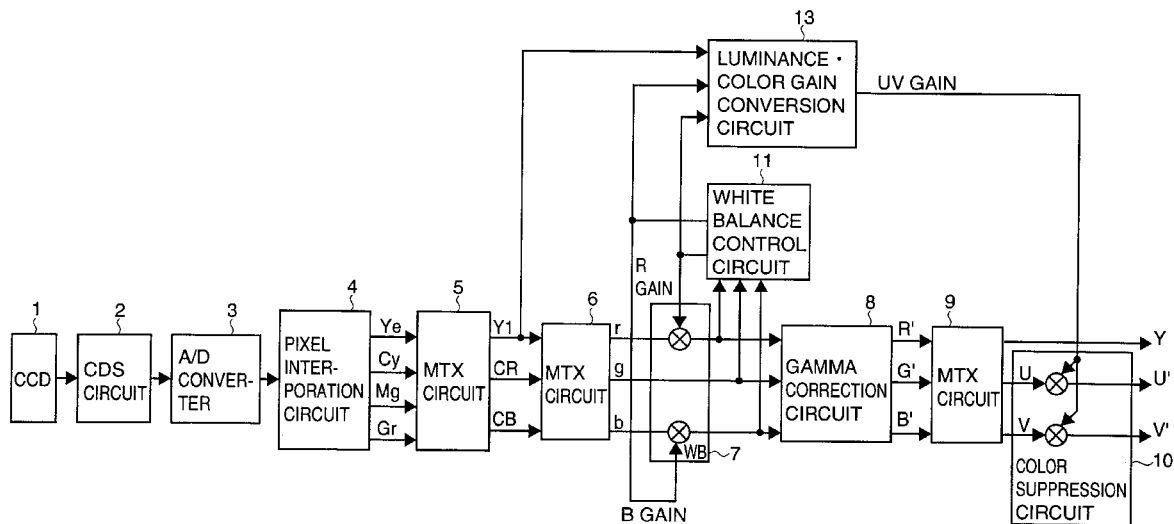 13
LUMINANCE ·
COLOR GAIN
CONVERSION
CIRCUIT
UV GAIN
11
WHITE
BALANCE
CONTROL
CIRCUIT
R
GAIN
1
CCD
2
CDS
CIRCUIT
3
A/D
CONVER-
TER
4
PIXEL
INTER-
PORATION
CIRCUIT
Ye
Cy
Mg
Gr
5
MTX
CIRCUIT
Y1
CR
CB
6
MTX
CIRCUIT
r
g
b
WB
7
B GAIN
8
GAMMA
CORRECTION
CIRCUIT
R'
G'
B'
9
MTX
CIRCUIT
Y
U
U'
V
V'
COLOR
SUPPRESSION
CIRCUIT
10